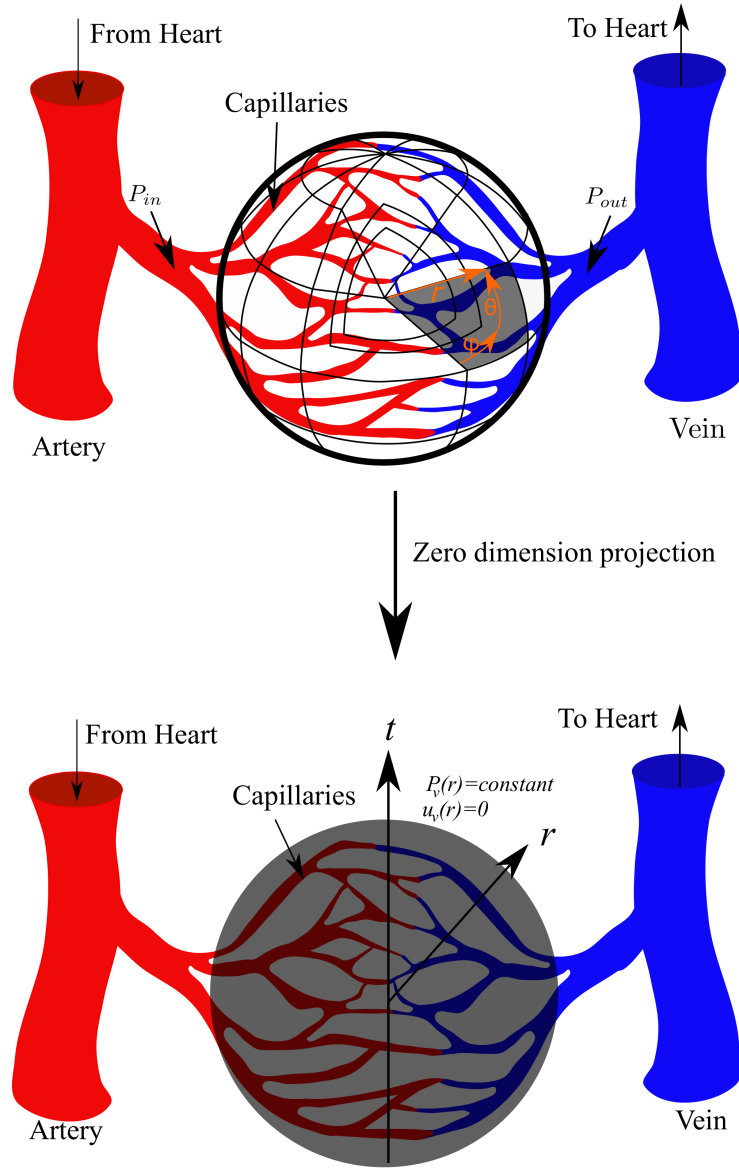 From Heart
To Heart
Capillaries
P_in
P_out
r
θ
φ
Artery
Vein
Zero dimension projection
From Heart
t
To Heart
P_v(r)=constant
u_v(r)=0
Capillaries
r
Artery
Vein